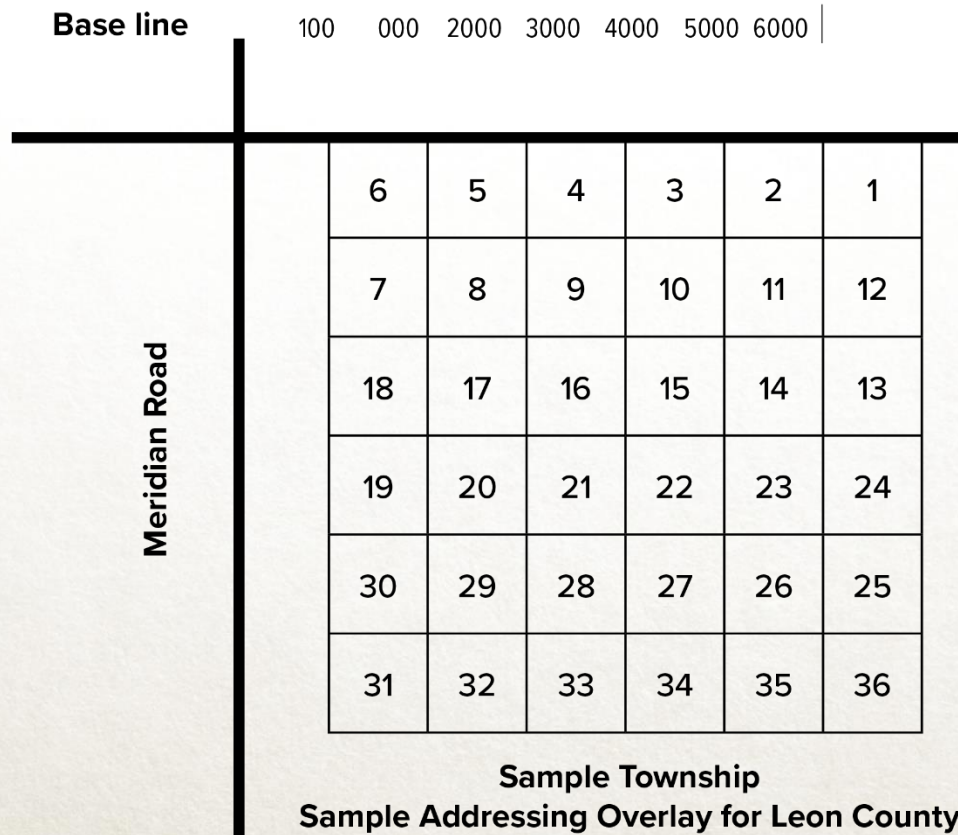 Base line 100 000 2000 3000 4000 5000 6000
6 5 4 3 2 1
7 8 9 10 11 12
Meridian Road
18 17 16 15 14 13
19 20 21 22 23 24
30 29 28 27 26 25
31 32 33 34 35 36
Sample Township
Sample Addressing Overlay for Leon County